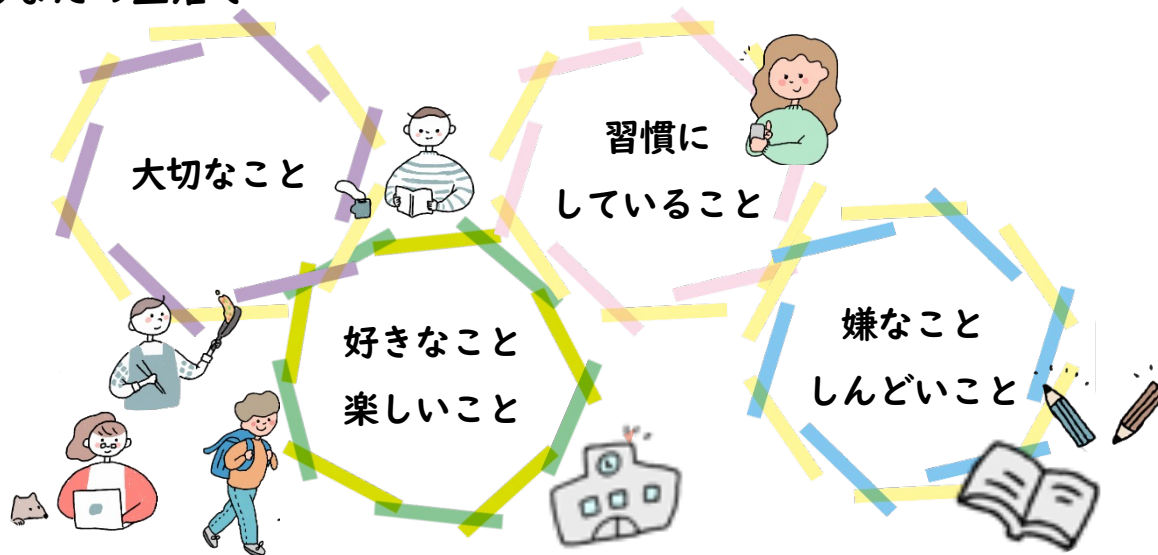 大切なこと
習慣に
していること
好きなこと
楽しいこと
嫌なこと
しんどいこと